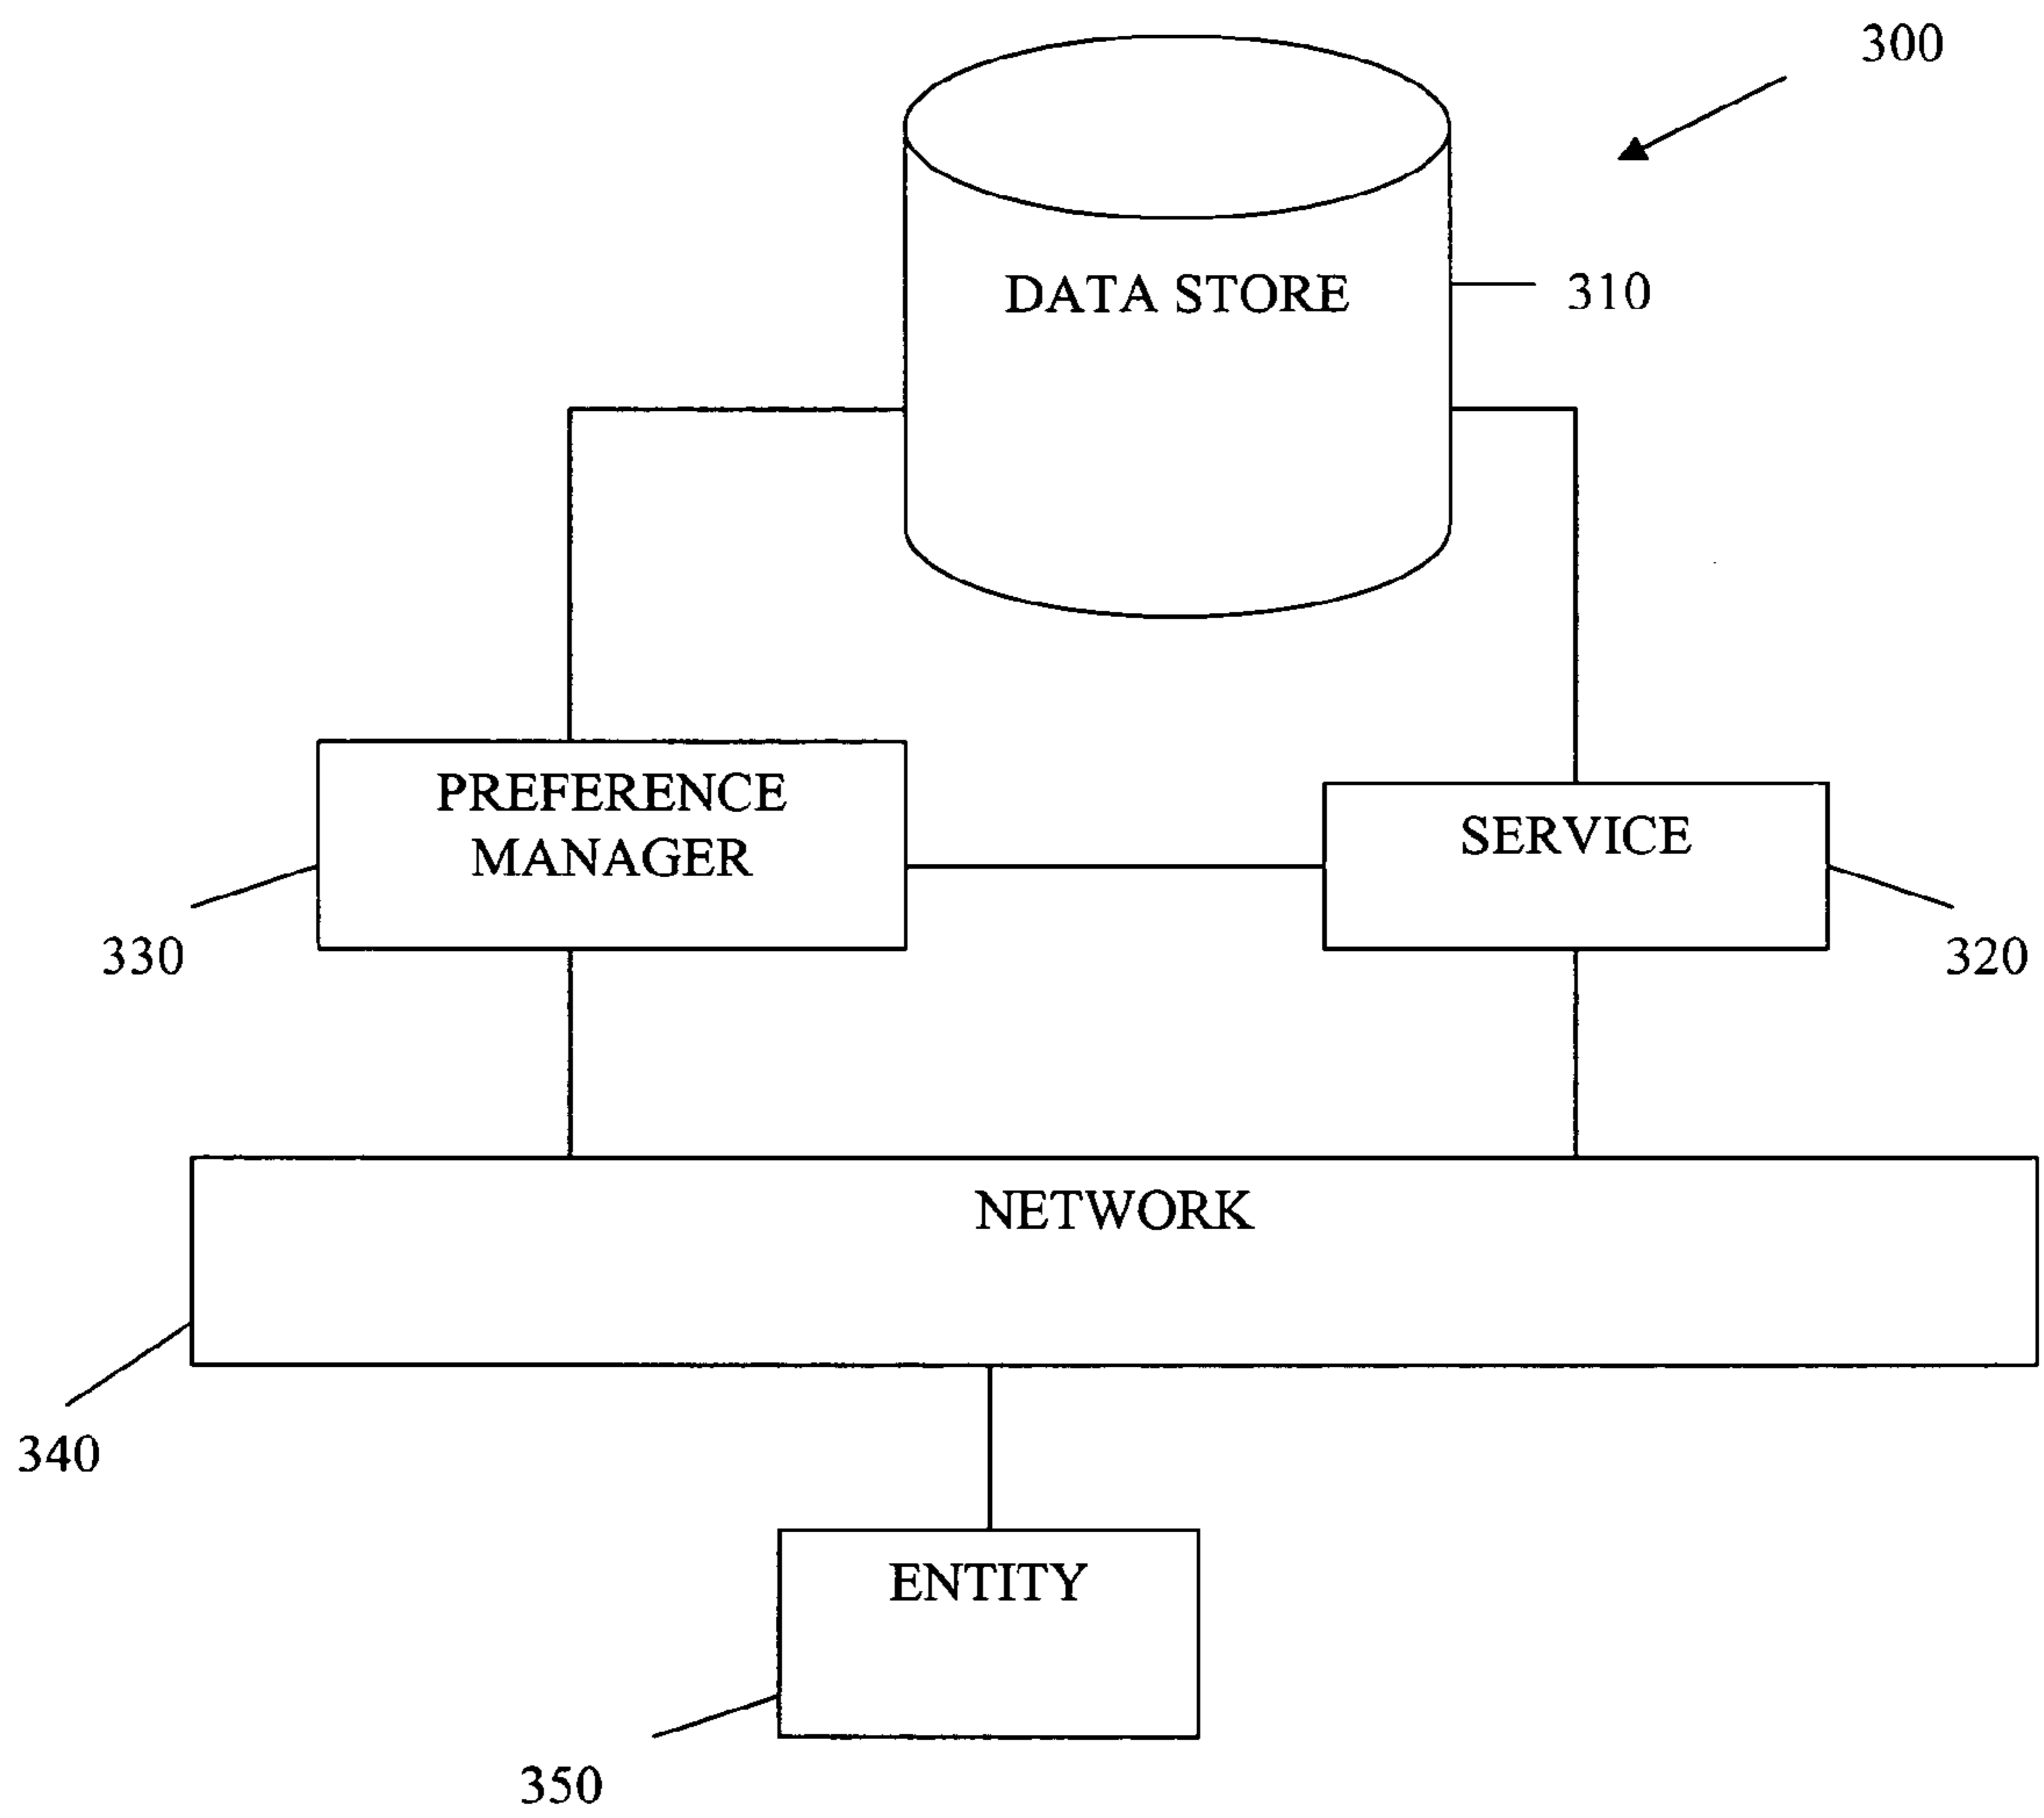 300
DATA STORE
310
PREFERENCE
MANAGER
SERVICE
330
320
NETWORK
340
ENTITY
350